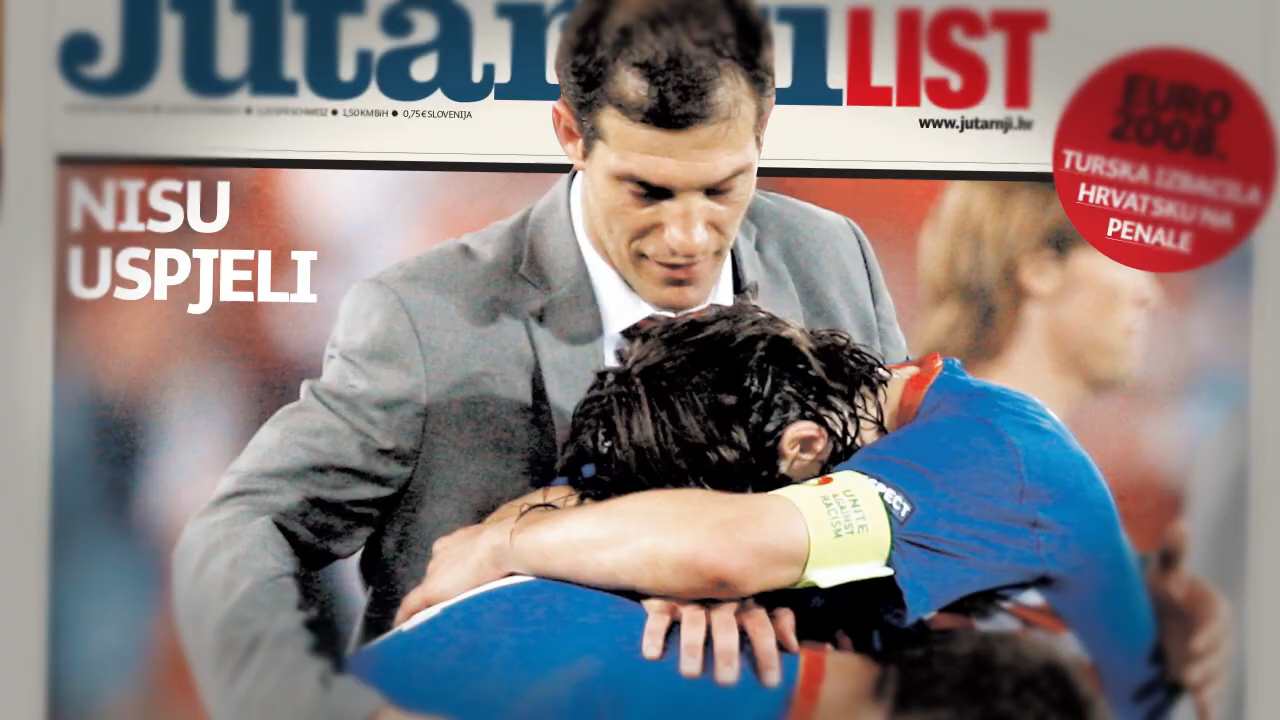 LIST
1,50 KM BiH ● 0,75 € SLOVENIJA
www.jutarnji.hr
EURO
2008.
TURSKA IZBACILA
HRVATSKU NA
PENALE
NISU
USPJELI
UNITE
AGAINST
RACISM